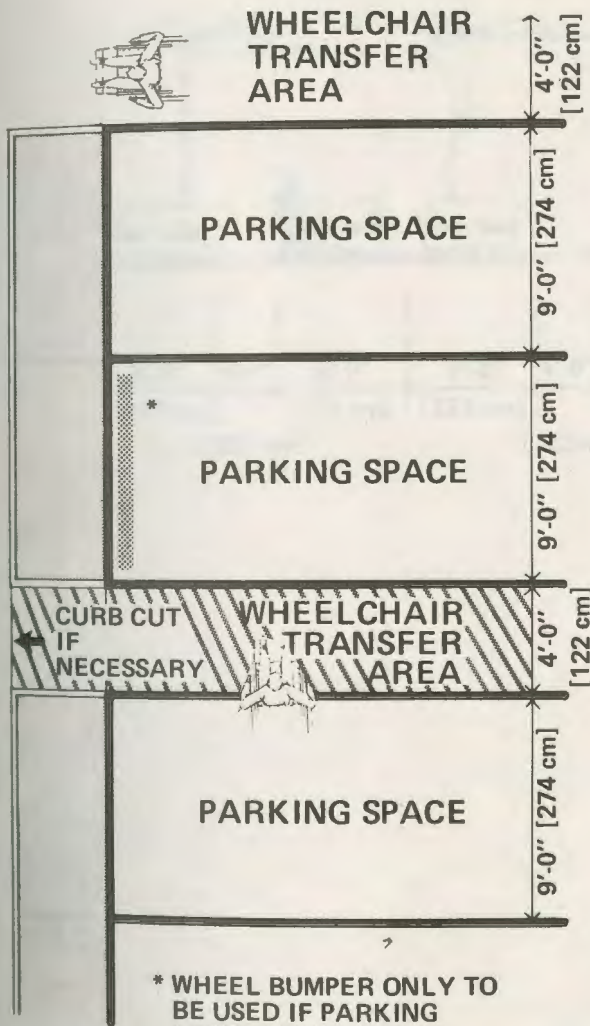 WHEELCHAIR
TRANSFER
AREA
4'-0"
[122 cm]
PARKING SPACE
9'-0" [274 cm]
*
PARKING SPACE
9'-0" [274 cm]
CURB CUT
IF
NECESSARY
WHEELCHAIR
TRANSFER
AREA
4'-0"
[122 cm]
PARKING SPACE
9'-0" [274 cm]
* WHEEL BUMPER ONLY TO
BE USED IF PARKING